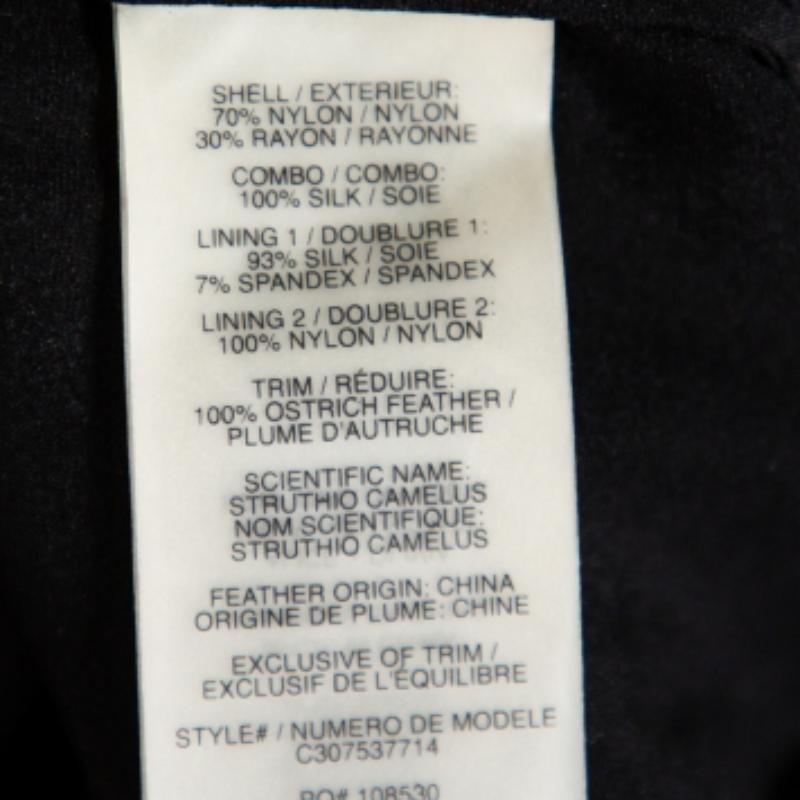 SHELL / EXTERIEUR:
70% NYLON / NYLON
30% RAYON / RAYONNE
COMBO / COMBO:
100% SILK / SOIE
LINING 1 / DOUBLURE 1:
93% SILK / SOIE
7% SPANDEX / SPANDEX
LINING 2 / DOUBLURE 2:
100% NYLON / NYLON
TRIM / RÉDUIRE:
100% OSTRICH FEATHER /
PLUME D'AUTRUCHE
SCIENTIFIC NAME:
STRUTHIO CAMELUS
NOM SCIENTIFIQUE:
STRUTHIO CAMELUS
FEATHER ORIGIN: CHINA
ORIGINE DE PLUME: CHINE
EXCLUSIVE OF TRIM /
EXCLUSIF DE L'ÉQUILIBRE
STYLE# / NUMERO DE MODELE
C307537714
PO# 108530